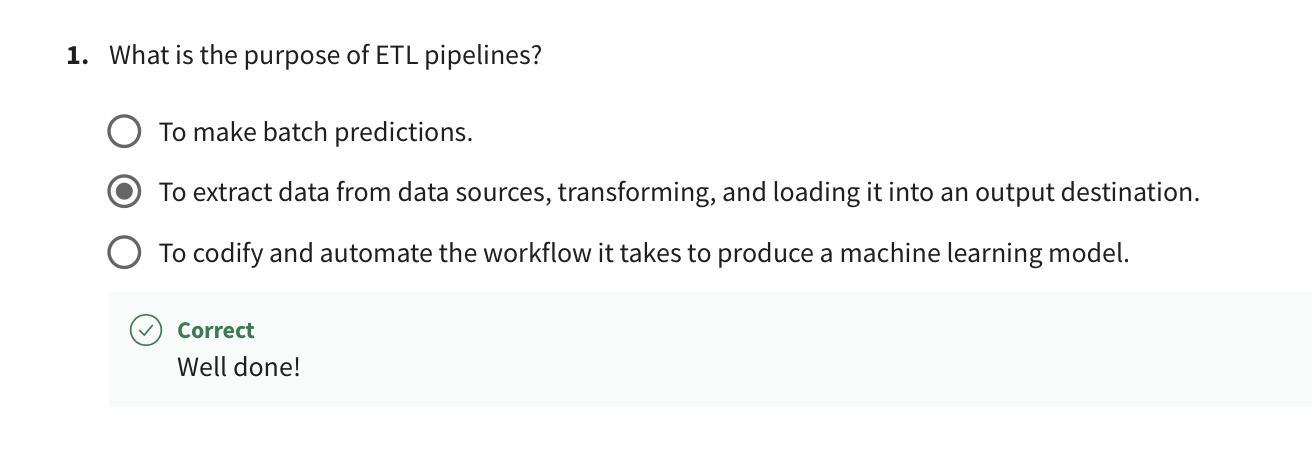 1. What is the purpose of ETL pipelines?
To make batch predictions.
To extract data from data sources, transforming, and loading it into an output destination.
To codify and automate the workflow it takes to produce a machine learning model.
Correct
Well done!